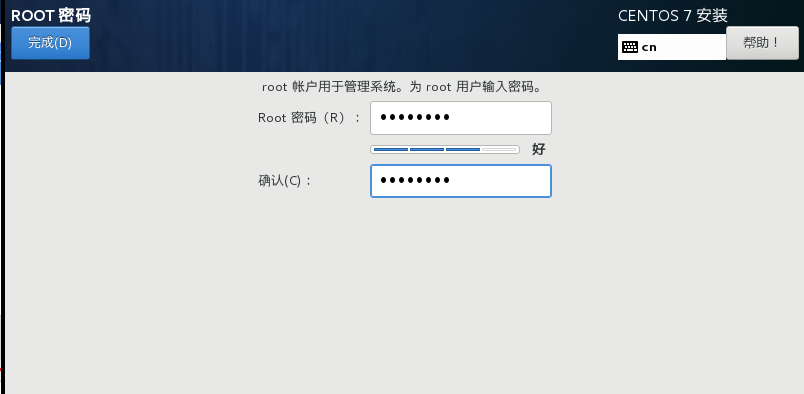 ROOT 密码
CENTOS 7 安装
完成(D)
cn
帮助！
root 帐户用于管理系统。为 root 用户输入密码。
Root 密码（R）：
●●●●●●●●
好
确认(C)：
●●●●●●●●